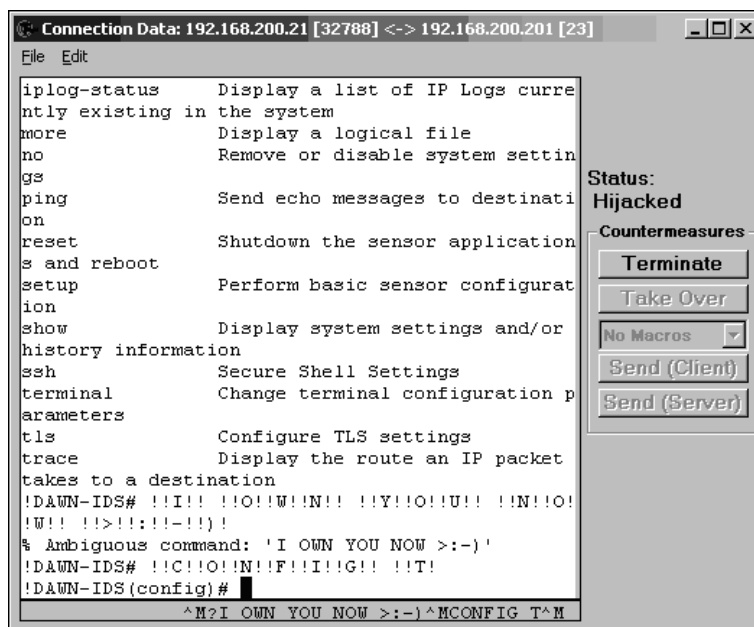 Connection Data: 192.168.200.21 [32788] <-> 192.168.200.201 [23]
File Edit
iplog-status Display a list of IP Logs curre
ntly existing in the system
more Display a logical file
no Remove or disable system settin
gs
ping Send echo messages to destinati
on
reset Shutdown the sensor application
s and reboot
setup Perform basic sensor configurat
ion
show Display system settings and/or
history information
ssh Secure Shell Settings
terminal Change terminal configuration p
arameters
tls Configure TLS settings
trace Display the route an IP packet
takes to a destination
!DAWN-IDS# !!I!! !!O!!W!!N!! !!Y!!O!!U!! !!N!!O!
!W!! !!>!!:!!-!!)!
% Ambiguous command: 'I OWN YOU NOW >:-)'
!DAWN-IDS# !!C!!O!!N!!F!!I!!G!! !!T!
!DAWN-IDS(config)#
^M?I OWN YOU NOW >:-)^MCONFIG T^M
Status:
Hijacked
Countermeasures
Terminate
Take Over
No Macros
Send (Client)
Send (Server)